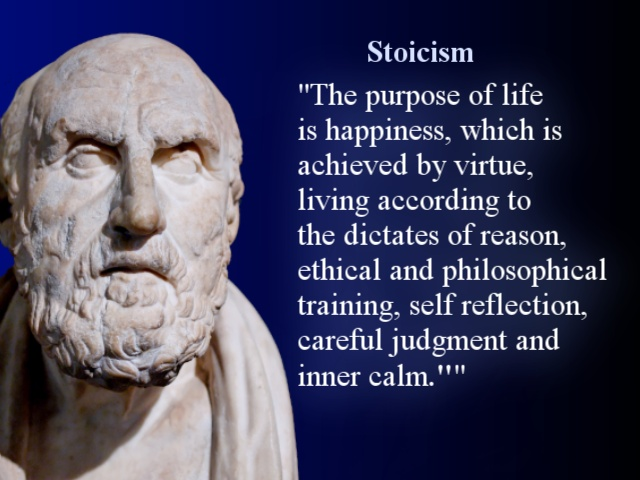 Stoicism
"The purpose of life
is happiness, which is
achieved by virtue,
living according to
the dictates of reason,
ethical and philosophical
training, self reflection,
careful judgment and
inner calm.""